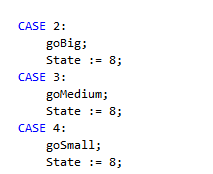 CASE 2:
    goBig;
    State := 8;
CASE 3:
    goMedium;
    State := 8;
CASE 4:
    goSmall;
    State := 8;